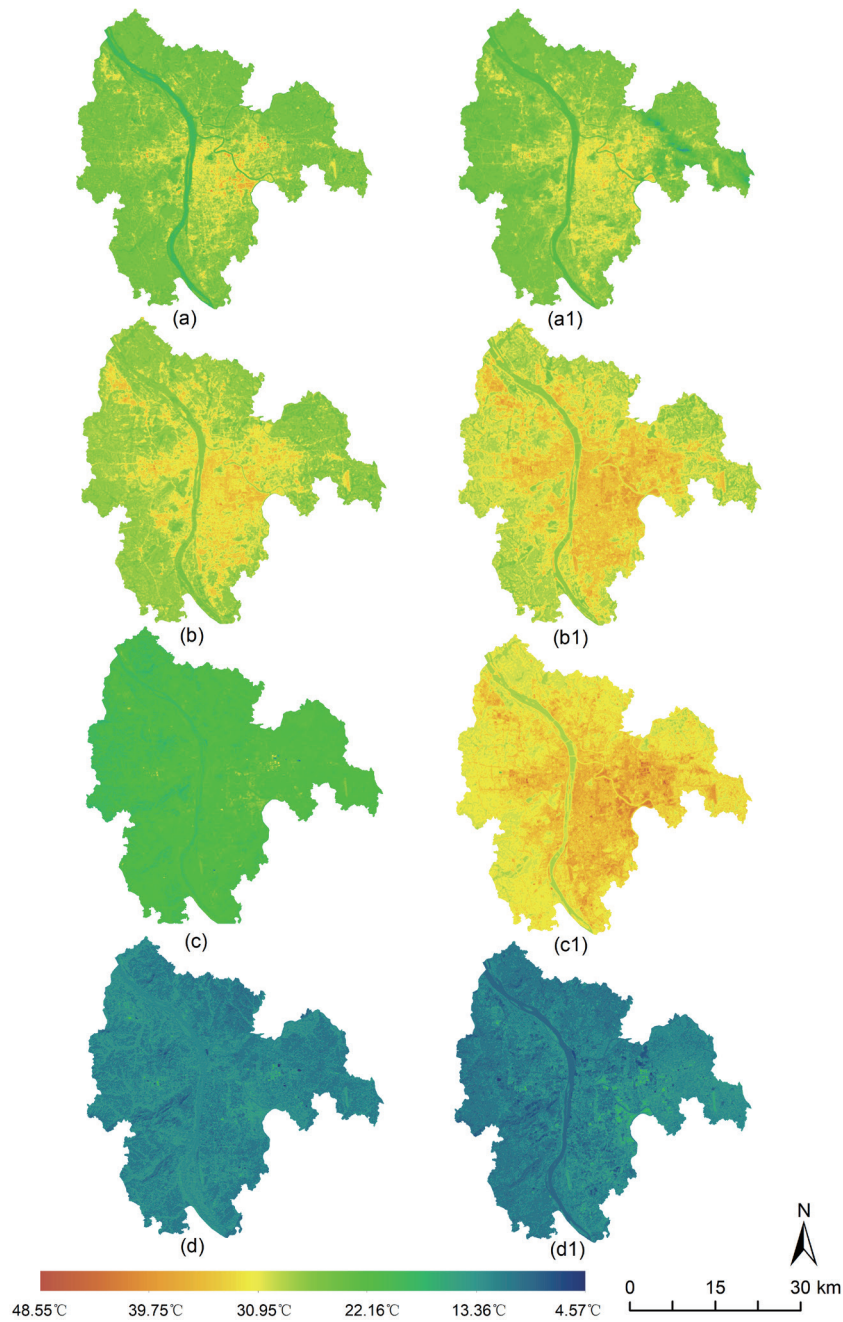 (a)
(a1)
(b)
(b1)
(c)
(c1)
(d)
(d1)
N
48.55℃ 39.75℃ 30.95℃ 22.16℃ 13.36℃ 4.57℃
0 15 30 km